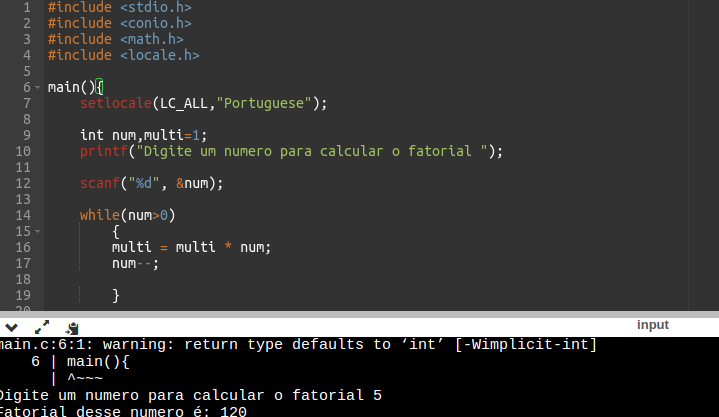 1 #include <stdio.h>
2 #include <conio.h>
3 #include <math.h>
4 #include <locale.h>
5
6 main(){
7 setlocale(LC_ALL,"Portuguese");
8
9 int num,multi=1;
10 printf("Digite um numero para calcular o fatorial ");
11
12 scanf("%d", &num);
13
14 while(num>0)
15 {
16 multi = multi * num;
17 num--;
18
19 }
20
input
main.c:6:1: warning: return type defaults to ‘int’ [-Wimplicit-int]
6 | main(){
| ^~~~
Digite um numero para calcular o fatorial 5
Fatorial desse numero é: 120